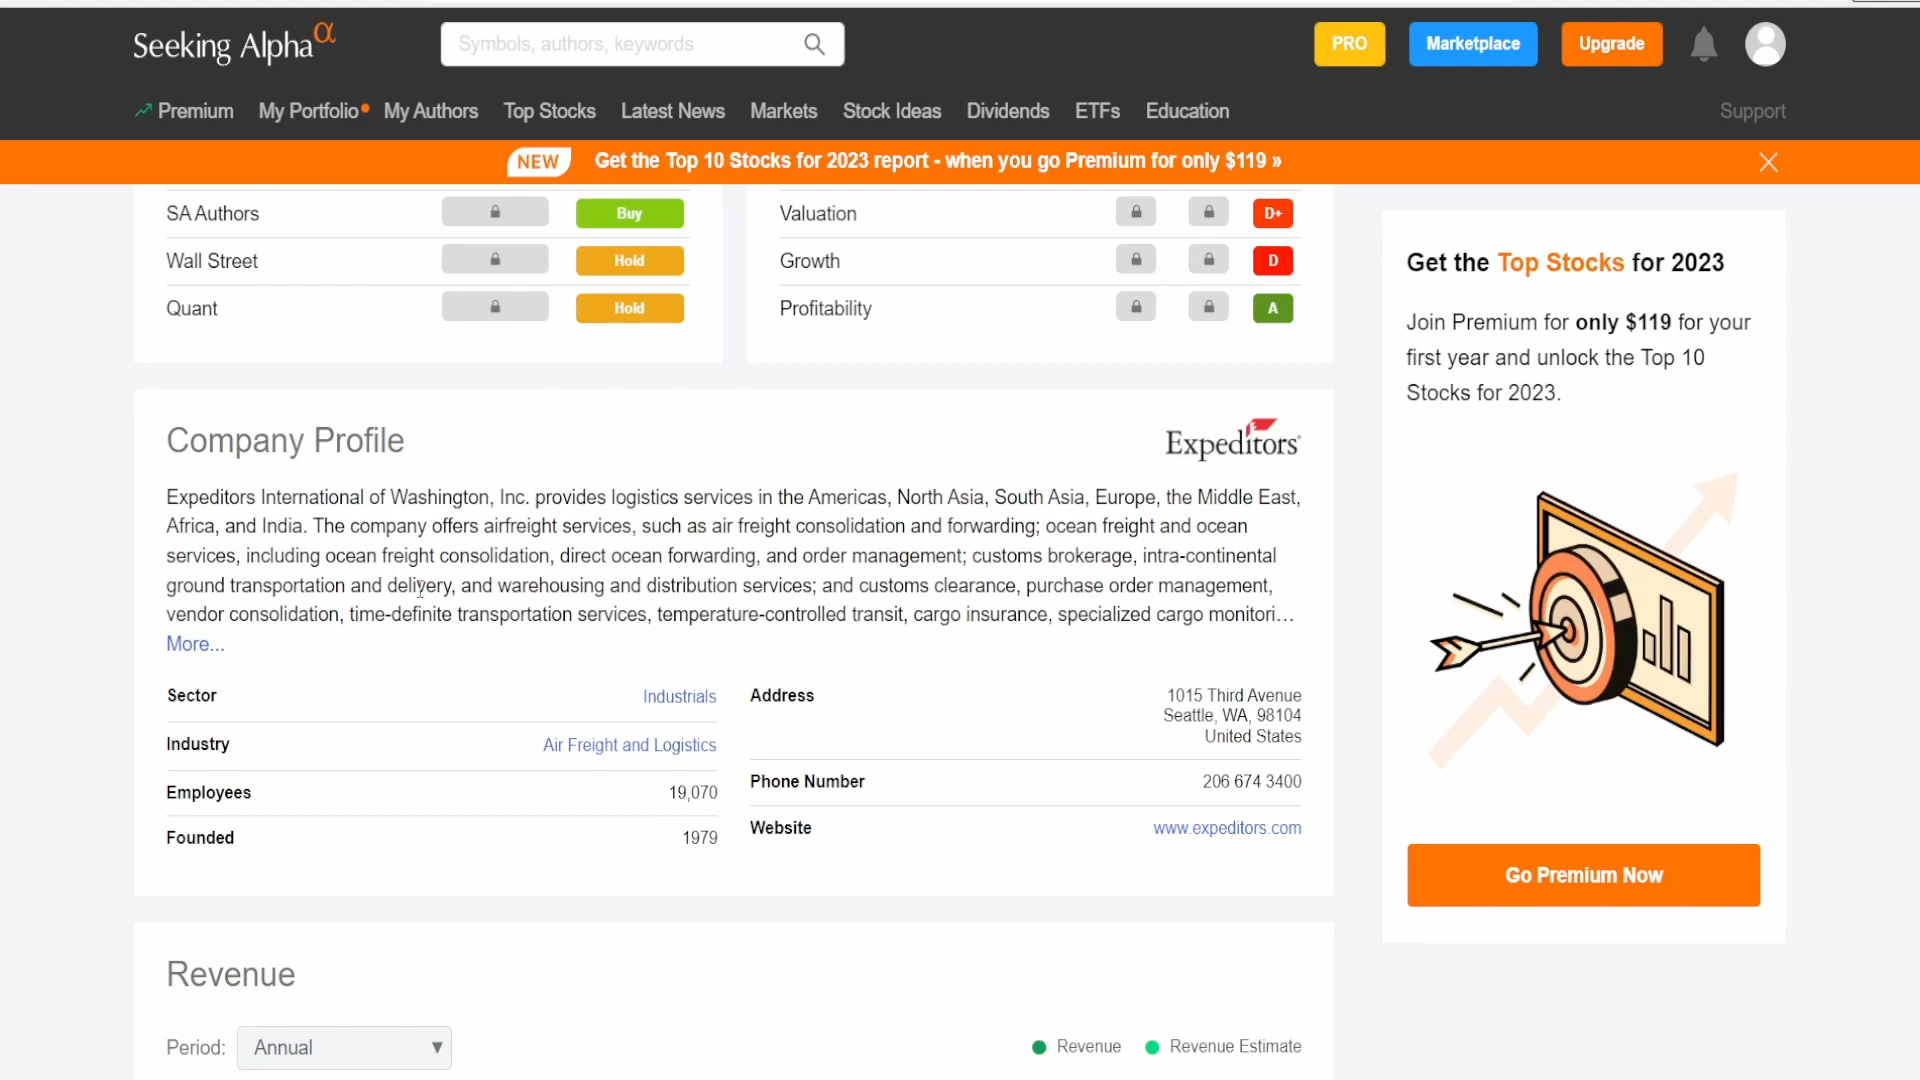 Seeking Alpha α
Symbols, authors, keywords
PRO
Marketplace
Upgrade
Premium My Portfolio My Authors Top Stocks Latest News Markets Stock Ideas Dividends ETFs Education Support
NEW Get the Top 10 Stocks for 2023 report - when you go Premium for only $119 »
SA Authors Buy
Wall Street Hold
Quant Hold
Valuation D+
Growth D
Profitability A
Company Profile
Expeditors
Expeditors International of Washington, Inc. provides logistics services in the Americas, North Asia, South Asia, Europe, the Middle East,
Africa, and India. The company offers airfreight services, such as air freight consolidation and forwarding; ocean freight and ocean
services, including ocean freight consolidation, direct ocean forwarding, and order management; customs brokerage, intra-continental
ground transportation and delivery, and warehousing and distribution services; and customs clearance, purchase order management,
vendor consolidation, time-definite transportation services, temperature-controlled transit, cargo insurance, specialized cargo monitori...
More...
Sector Industrials
Industry Air Freight and Logistics
Employees 19,070
Founded 1979
Address 1015 Third Avenue
Seattle, WA, 98104
United States
Phone Number 206 674 3400
Website www.expeditors.com
Revenue
Period: Annual
Revenue Revenue Estimate
Get the Top Stocks for 2023
Join Premium for only $119 for your
first year and unlock the Top 10
Stocks for 2023.
Go Premium Now